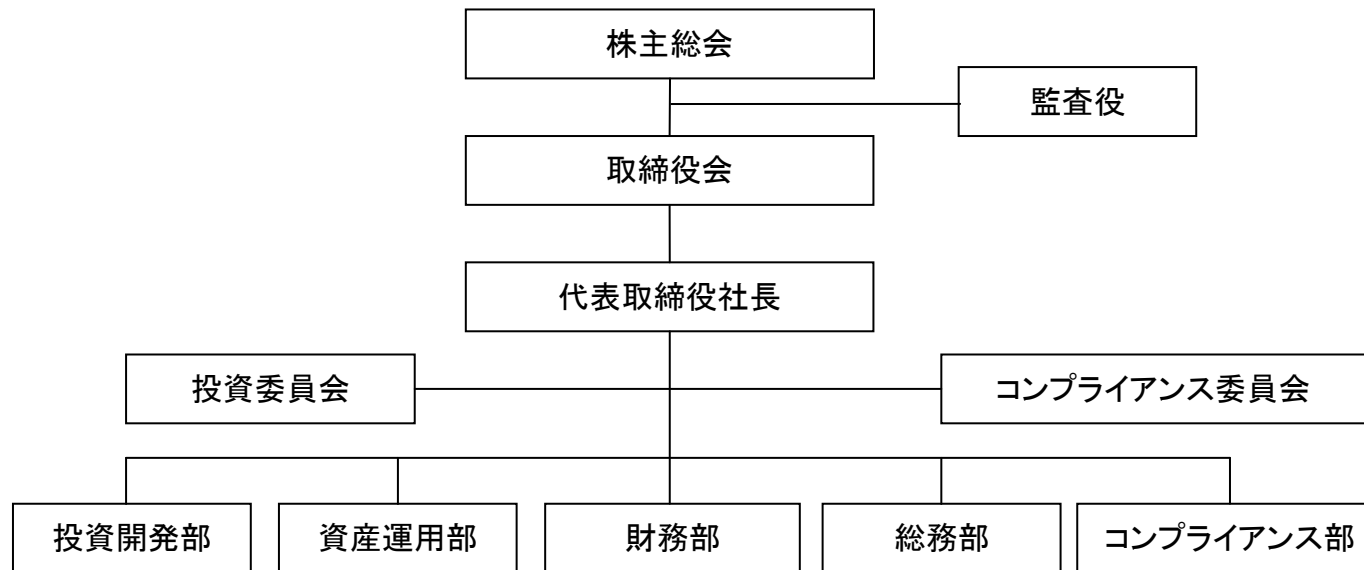 株主総会
監査役
取締役会
代表取締役社長
投資委員会
コンプライアンス委員会
投資開発部
資産運用部
財務部
総務部
コンプライアンス部